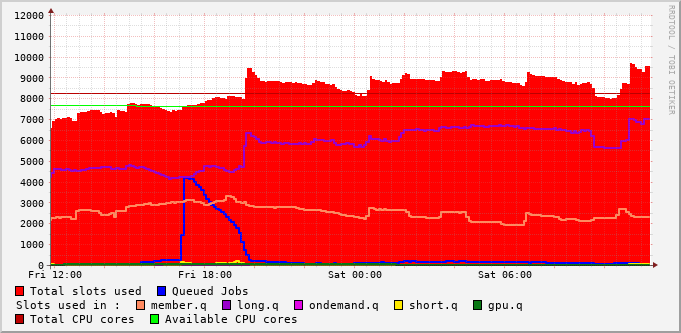 RRDTOOL / TOBI OETIKER
12000
11000
10000
9000
8000
7000
6000
5000
4000
3000
2000
1000
0
Fri 12:00 Fri 18:00 Sat 00:00 Sat 06:00
Total slots used Queued Jobs
Slots used in : member.q long.q ondemand.q short.q gpu.q
Total CPU cores Available CPU cores